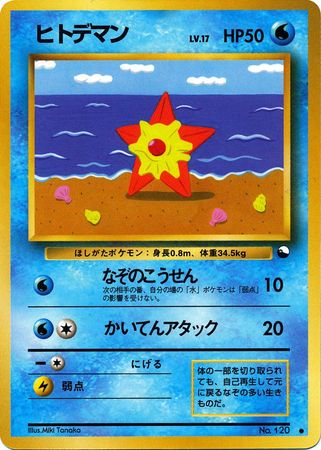 ヒトデマン LV.17 HP50
ほしがたポケモン：身長0.8m、体重34.5kg
なぞのこうせん 10
次の相手の番、自分の場の「水」ポケモンは「弱点」
の影響を受けない。
かいてんアタック 20
- にげる
弱点
体の一部を切り取られ
ても、自己再生して元
に戻るなぞの多い生き
ものだ。
Illus.Miki Tanaka No. 120 ●